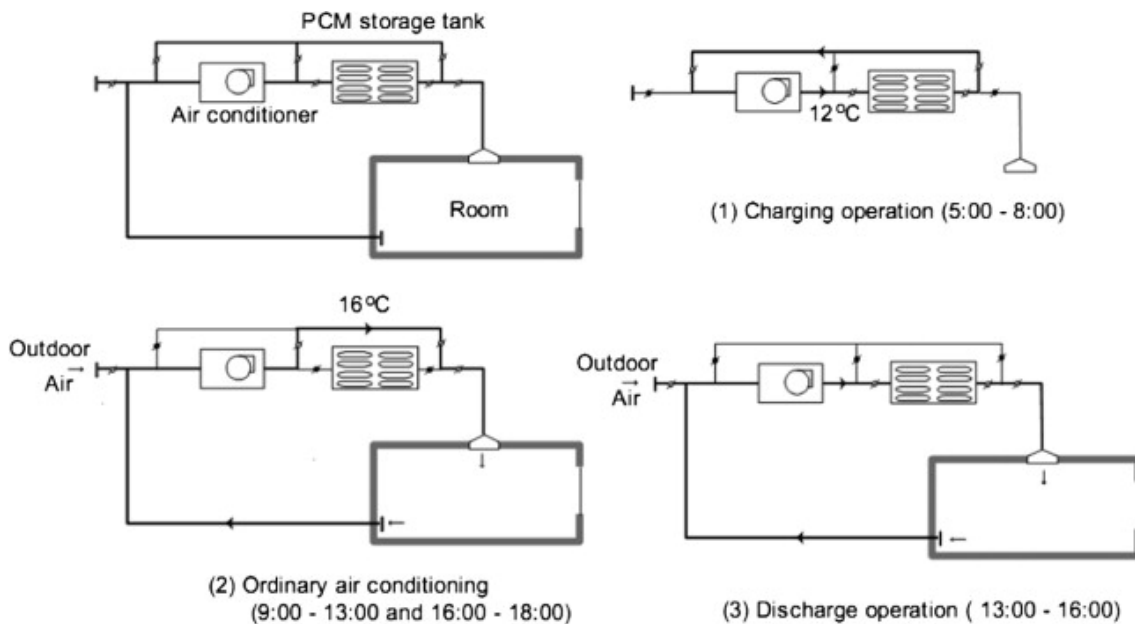 PCM storage tank
Air conditioner
Room
12°C
(1) Charging operation (5:00 - 8:00)
16°C
Outdoor
Air
(2) Ordinary air conditioning
(9:00 - 13:00 and 16:00 - 18:00)
Outdoor
Air
(3) Discharge operation ( 13:00 - 16:00)